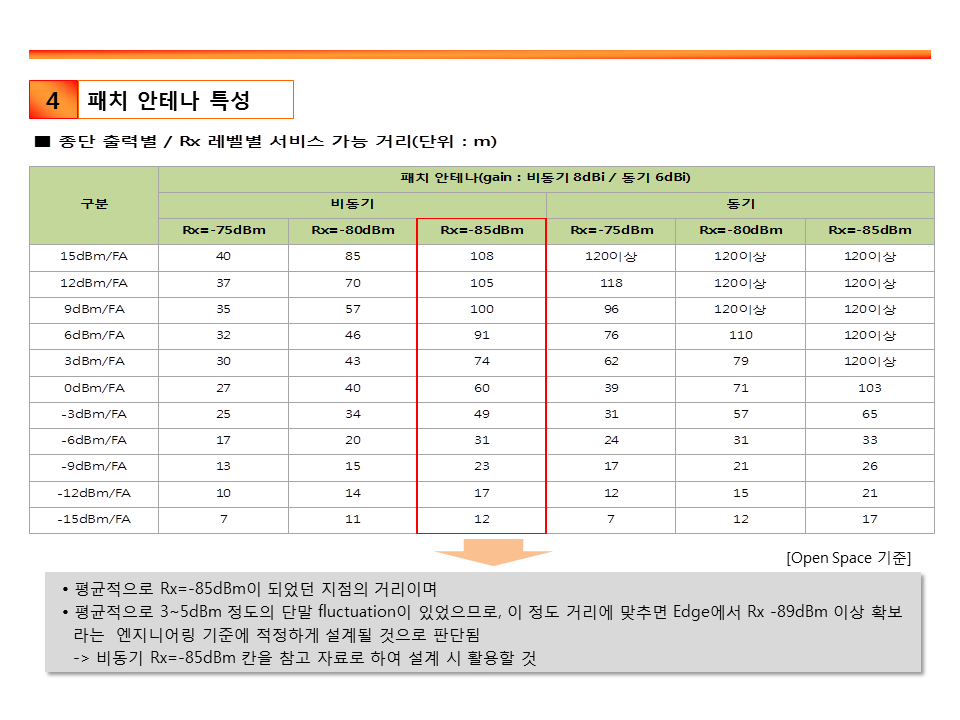 4 패치 안테나 특성
■ 종단 출력별 / Rx 레벨별 서비스 가능 거리(단위 : m)
구분 패치 안테나(gain : 비동기 8dBi / 동기 6dBi)
비동기 동기
Rx=-75dBm Rx=-80dBm Rx=-85dBm Rx=-75dBm Rx=-80dBm Rx=-85dBm
15dBm/FA 40 85 108 120이상 120이상 120이상
12dBm/FA 37 70 105 118 120이상 120이상
9dBm/FA 35 57 100 96 120이상 120이상
6dBm/FA 32 46 91 76 110 120이상
3dBm/FA 30 43 74 62 79 120이상
0dBm/FA 27 40 60 39 71 103
-3dBm/FA 25 34 49 31 57 65
-6dBm/FA 17 20 31 24 31 33
-9dBm/FA 13 15 23 17 21 26
-12dBm/FA 10 14 17 12 15 21
-15dBm/FA 7 11 12 7 12 17
[Open Space 기준]
• 평균적으로 Rx=-85dBm이 되었던 지점의 거리이며
• 평균적으로 3~5dBm 정도의 단말 fluctuation이 있었으므로, 이 정도 거리에 맞추면 Edge에서 Rx -89dBm 이상 확보
라는 엔지니어링 기준에 적정하게 설계될 것으로 판단됨
-> 비동기 Rx=-85dBm 칸을 참고 자료로 하여 설계 시 활용할 것